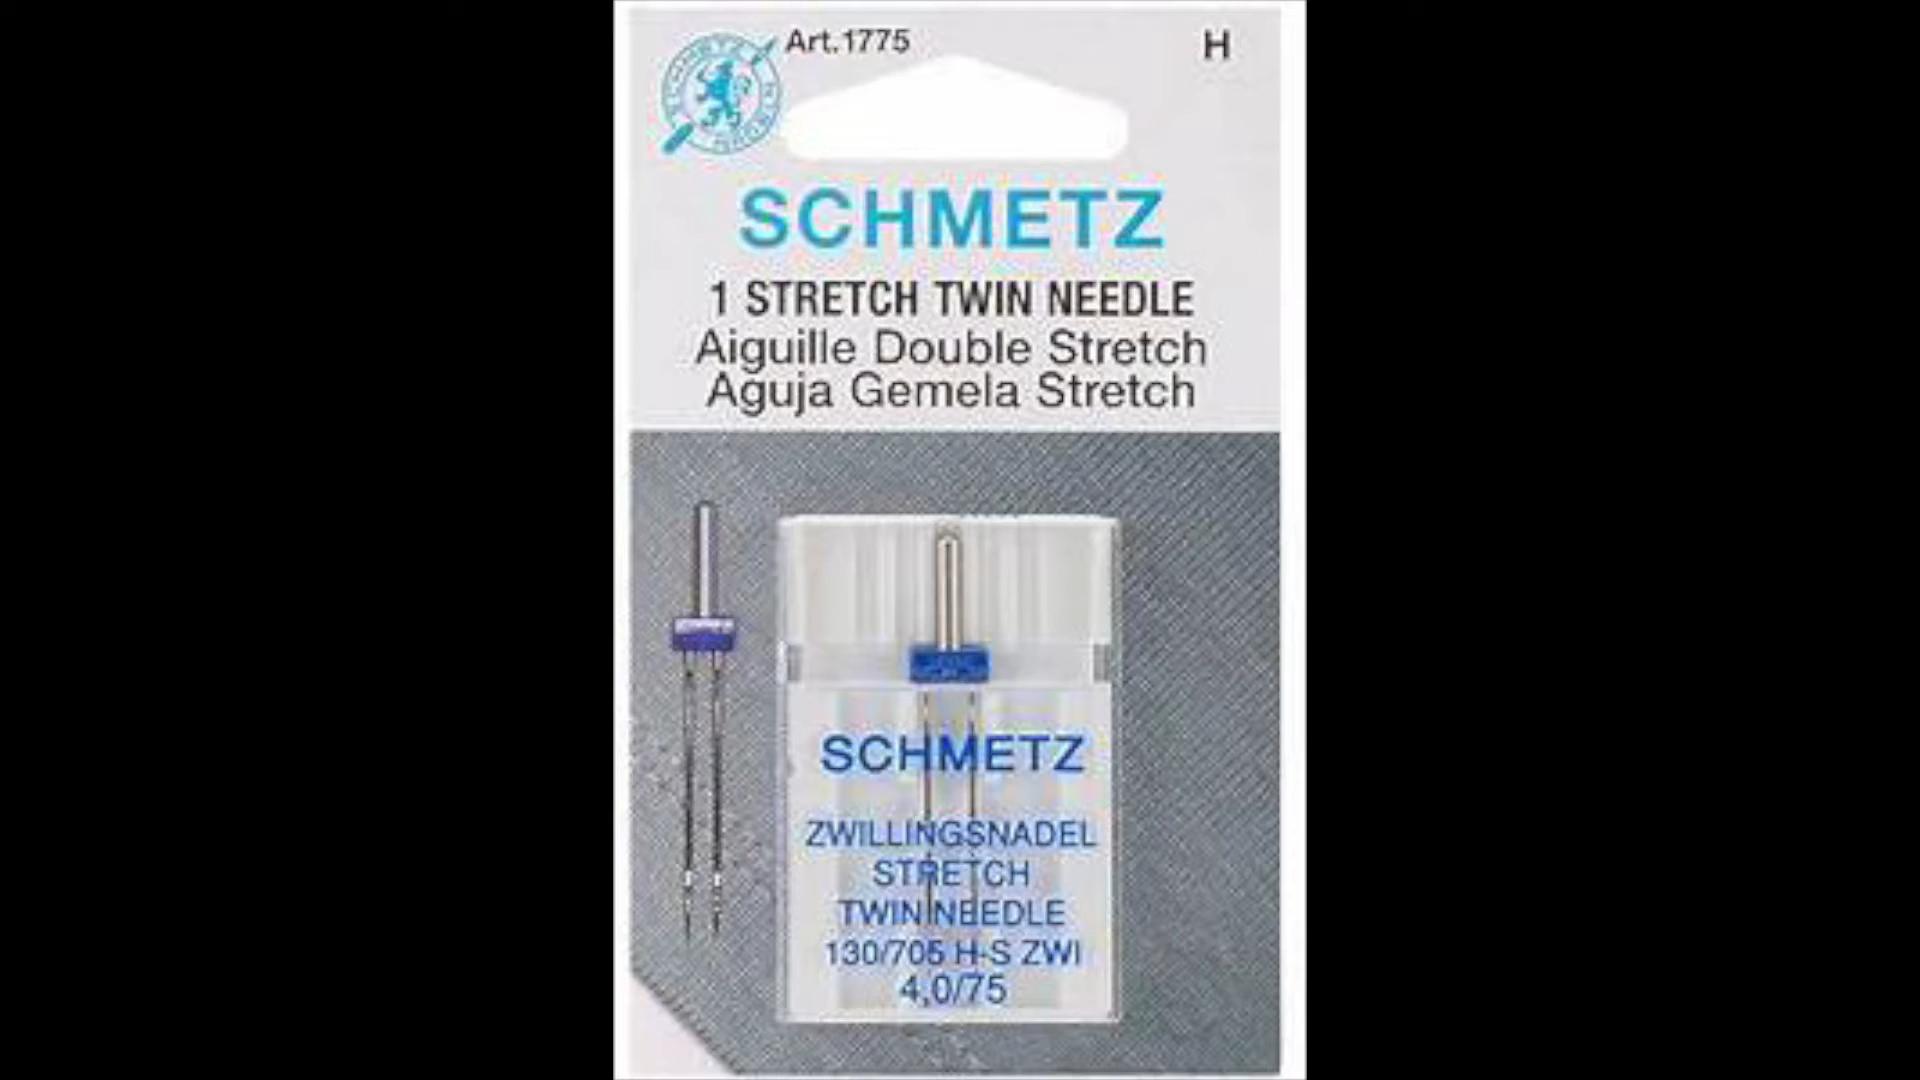 Art.1775
H
SCHMETZ
1 STRETCH TWIN NEEDLE
Aiguille Double Stretch
Aguja Gemela Stretch
SCHMETZ
ZWILLINGSNADEL
STRETCH
TWIN NEEDLE
130/705 H-S ZWI
4,0/75